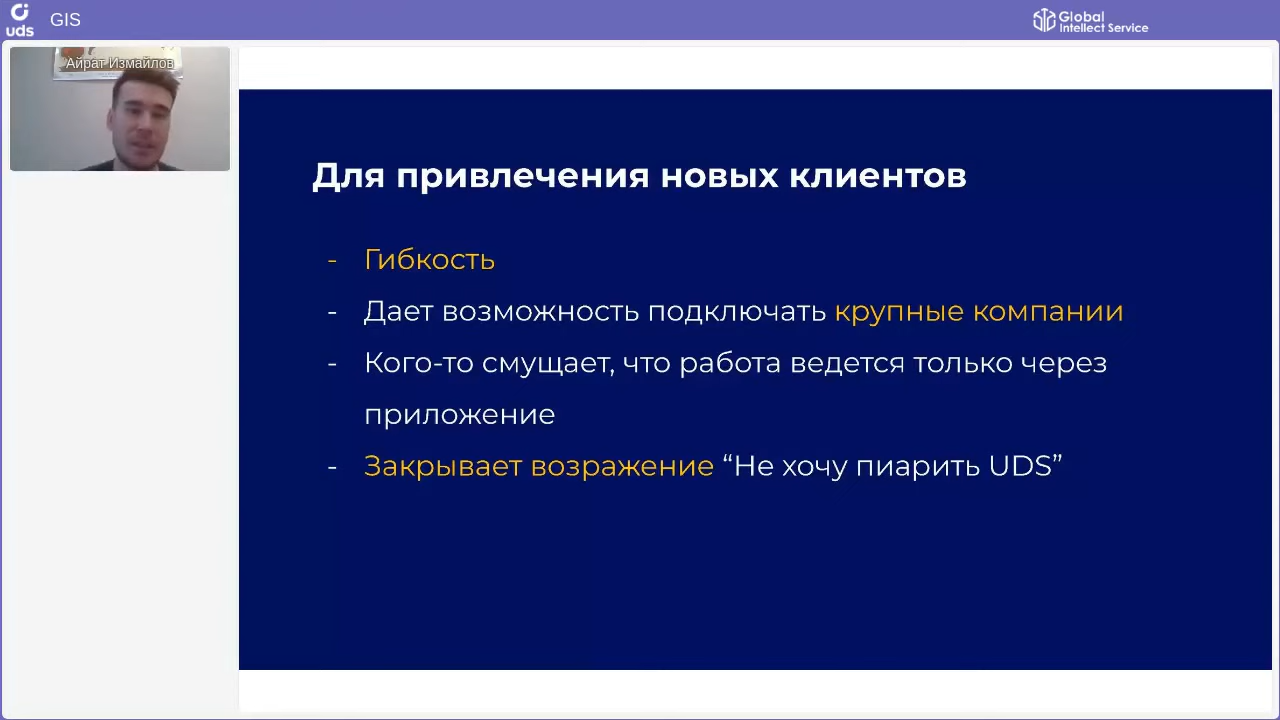 uds
GIS
Global
Intellect Service
Айрат Измайлов
Для привлечения новых клиентов
- Гибкость
- Дает возможность подключать крупные компании
- Кого-то смущает, что работа ведется только через
приложение
- Закрывает возражение “Не хочу пиарить UDS”